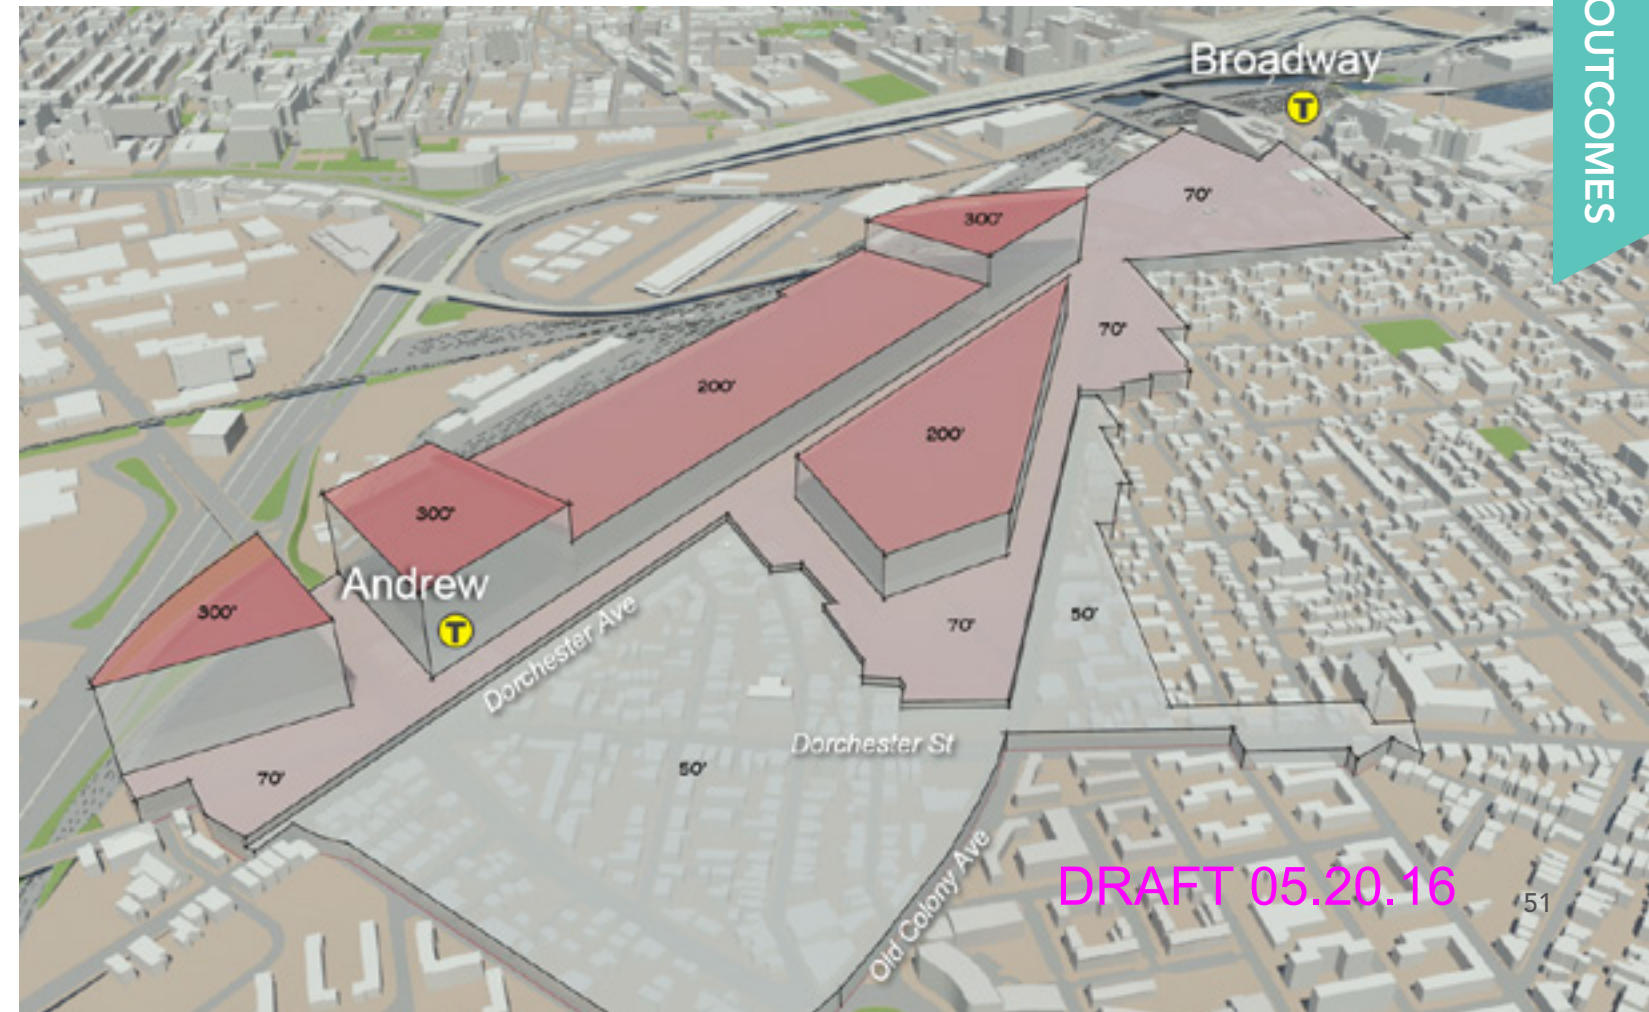 OUTCOMES
Broadway
T
70'
300'
70'
200'
200'
300'
Andrew
T
300'
Dorchester Ave
70'
50'
Dorchester St
50'
70'
Old Colony Ave
DRAFT 05.20.16
51